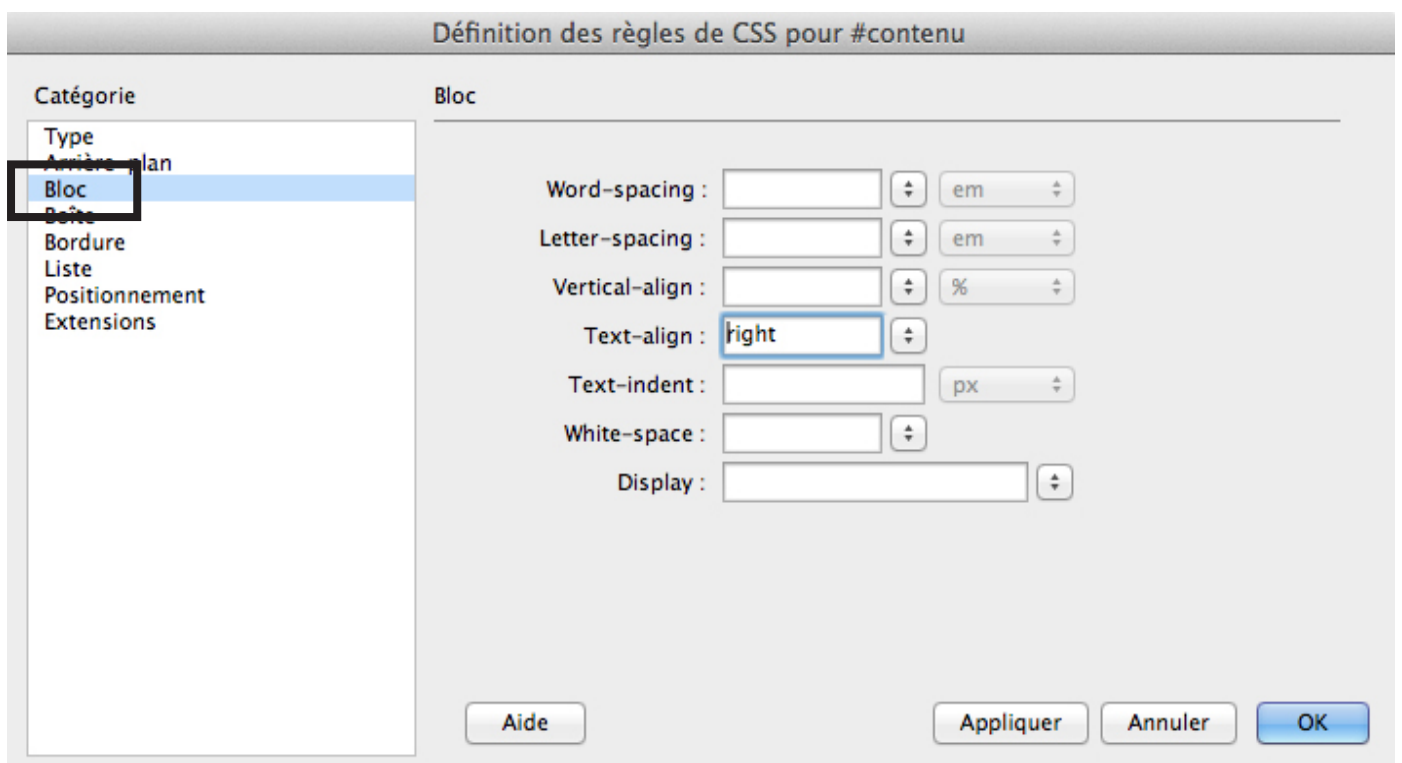 Définition des règles de CSS pour #contenu
Catégorie
Type
Arrière-plan
Bloc
Boîte
Bordure
Liste
Positionnement
Extensions
Bloc
Word-spacing : em
Letter-spacing : em
Vertical-align : %
Text-align : right
Text-indent : px
White-space :
Display :
Aide Appliquer Annuler OK